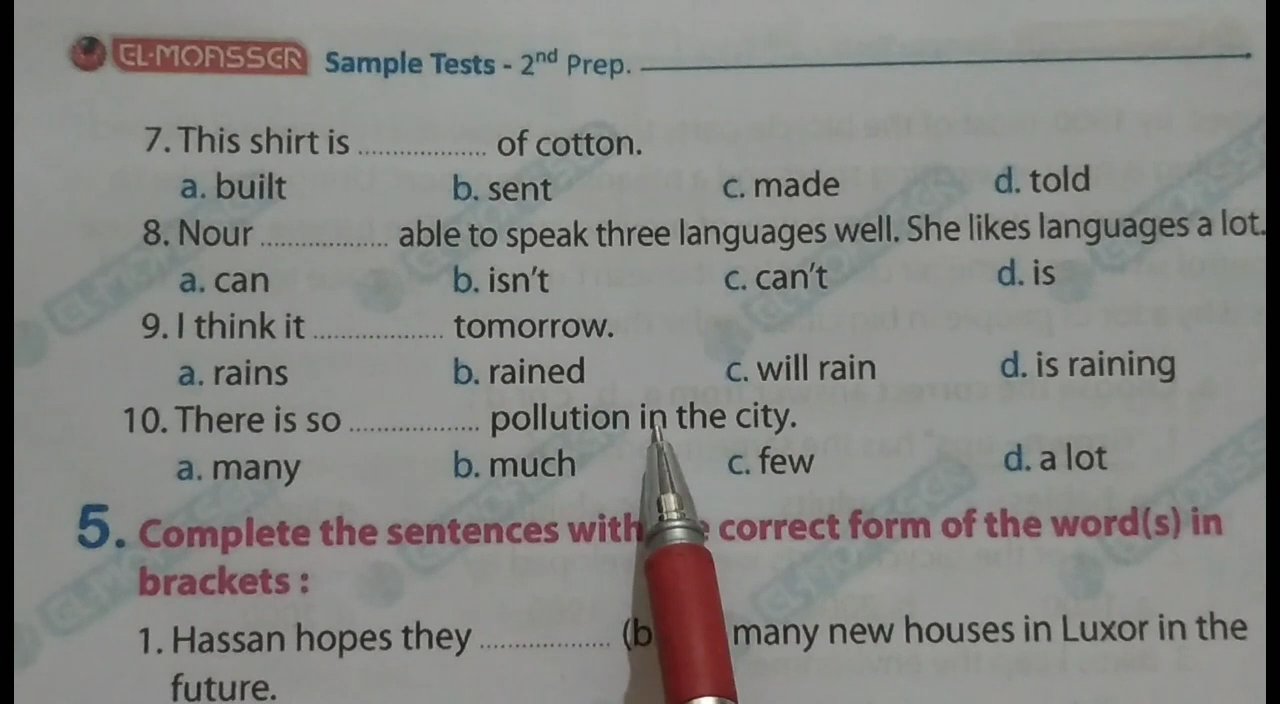 EL-MOASSER Sample Tests - 2nd Prep.
7. This shirt is .................. of cotton.
a. built b. sent c. made d. told
8. Nour .................. able to speak three languages well. She likes languages a lot.
a. can b. isn't c. can't d. is
9. I think it .................. tomorrow.
a. rains b. rained c. will rain d. is raining
10. There is so .................. pollution in the city.
a. many b. much c. few d. a lot
5. Complete the sentences with correct form of the word(s) in
brackets :
1. Hassan hopes they .................. (b many new houses in Luxor in the
future.